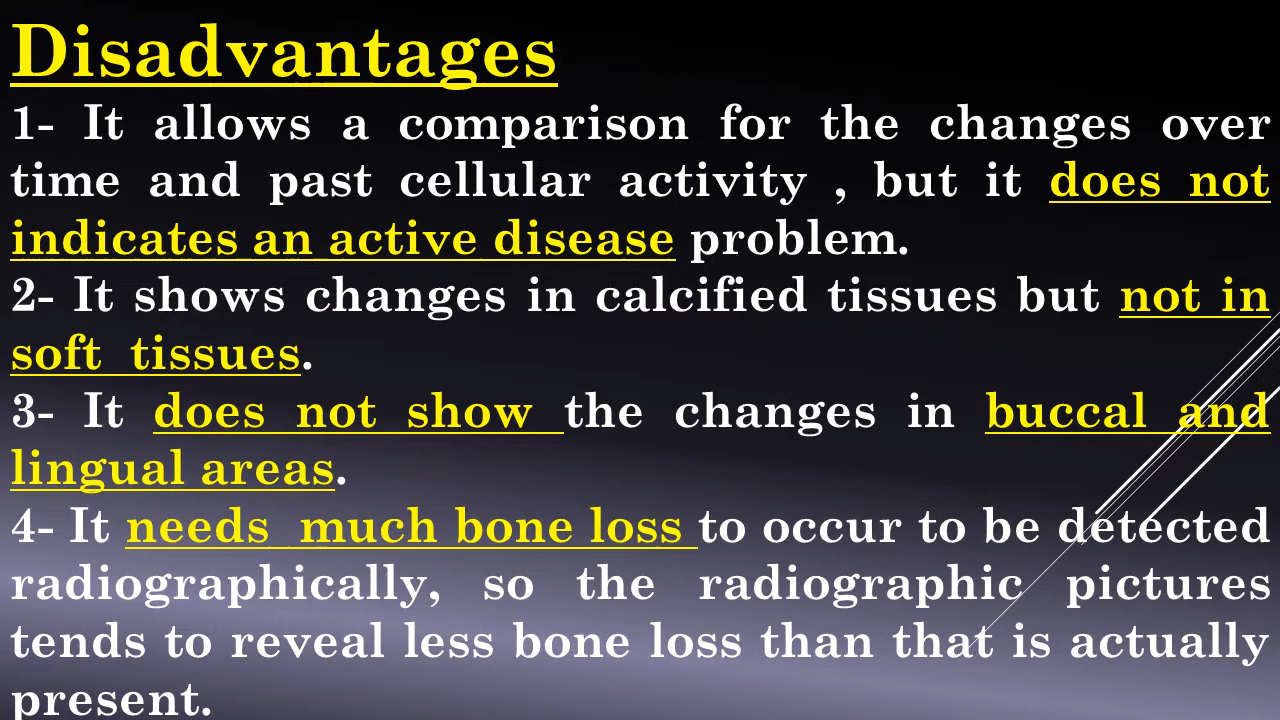 Disadvantages
1- It allows a comparison for the changes over
time and past cellular activity , but it does not
indicates an active disease problem.
2- It shows changes in calcified tissues but not in
soft tissues.
3- It does not show the changes in buccal and
lingual areas.
4- It needs much bone loss to occur to be detected
radiographically, so the radiographic pictures
tends to reveal less bone loss than that is actually
present.